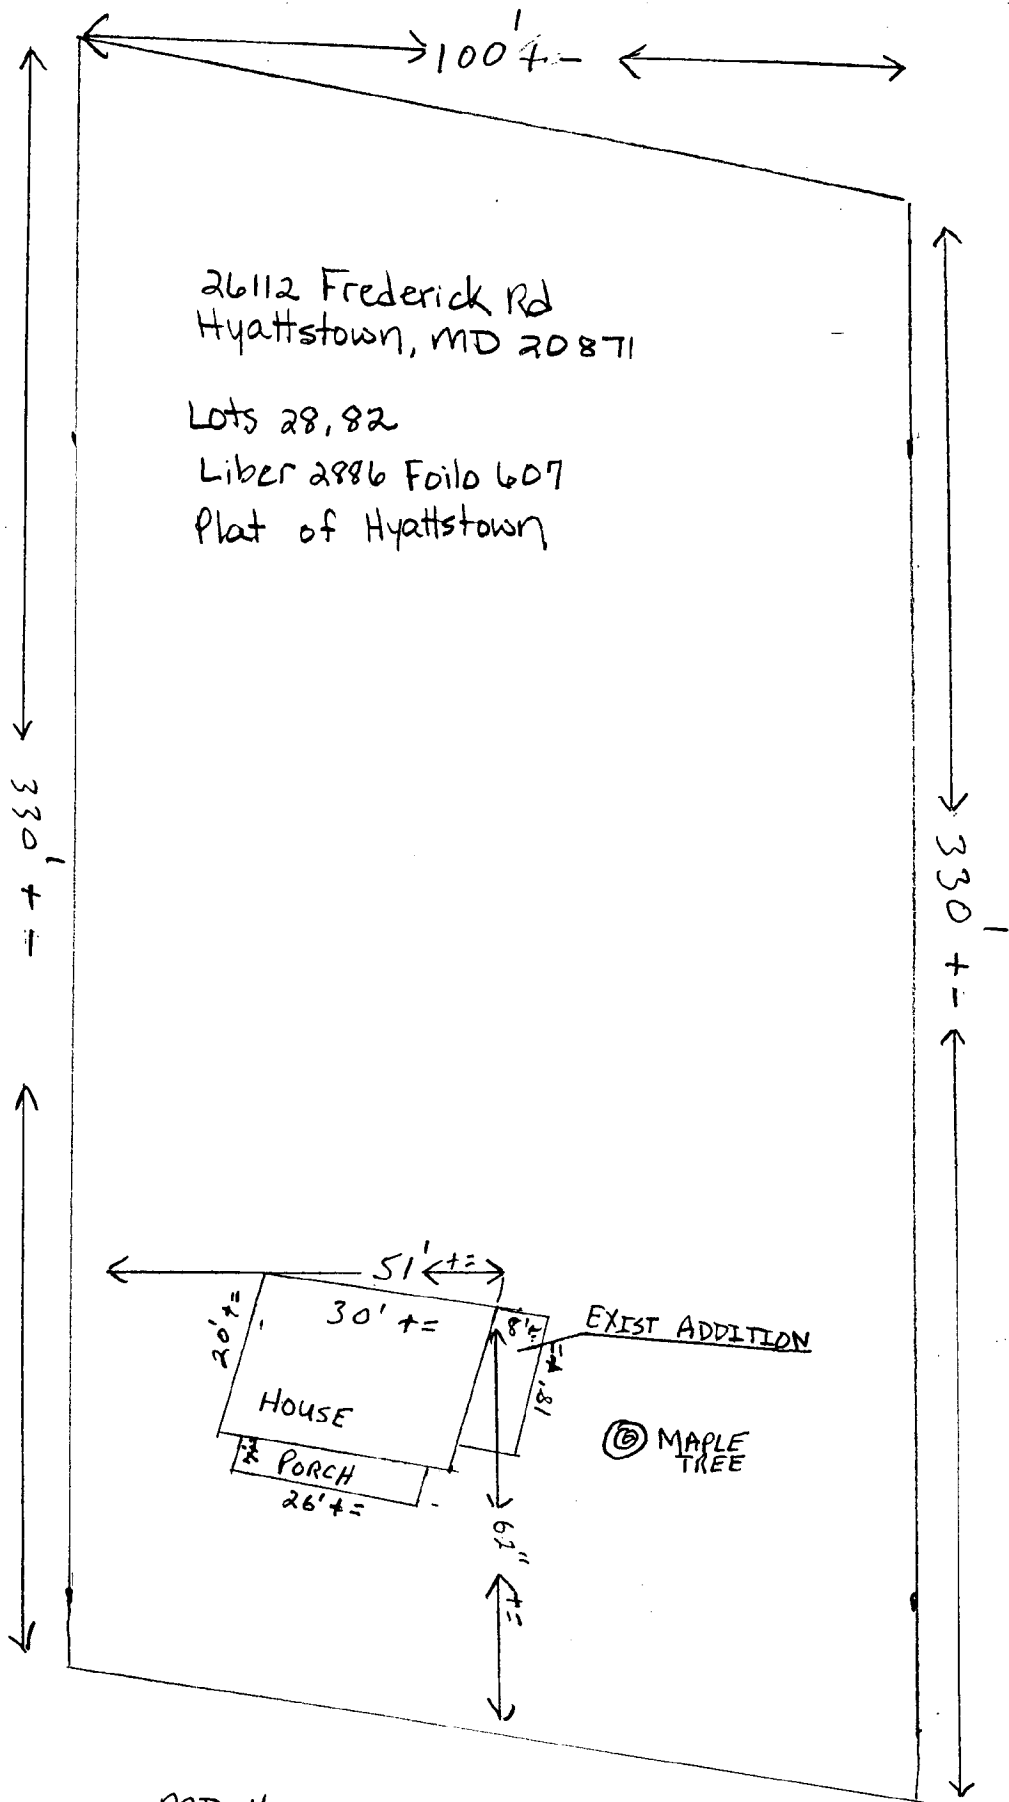 100' +-
26112 Frederick Rd
Hyattstown, MD 20871
Lots 28, 82
Liber 2886 Foilo 607
Plat of Hyattstown
330' +-
330' +-
51' +=
30' +=
20' +=
8' +=
EXIST ADDITION
18' +=
HOUSE
MAPLE
TREE
PORCH
26' +=
62" +=